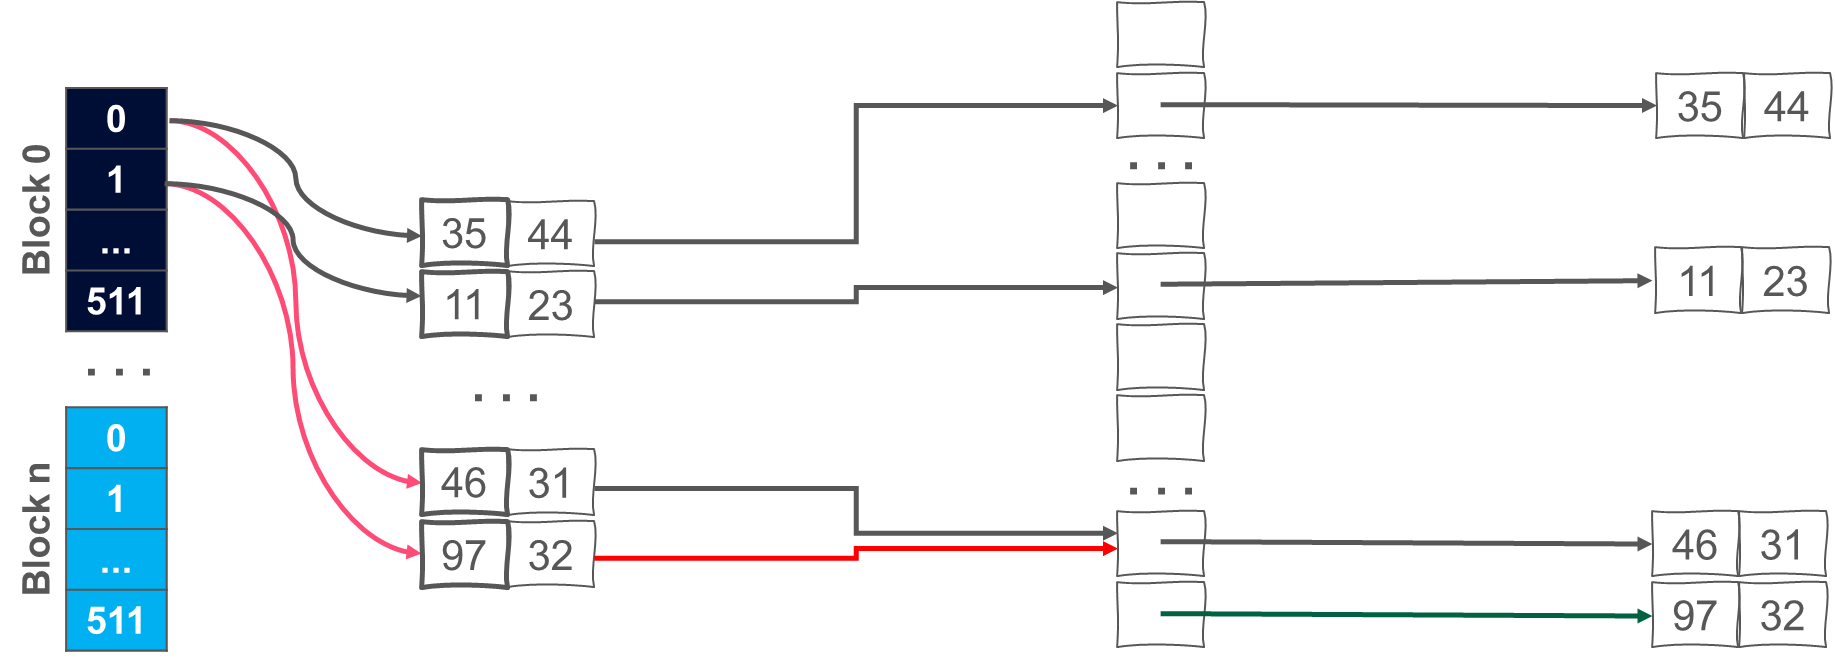 Block 0
0
1
...
511
. . .
Block n
0
1
...
511
35 44
11 23
. . .
46 31
97 32
. . .
. . .
35 44
11 23
46 31
97 32